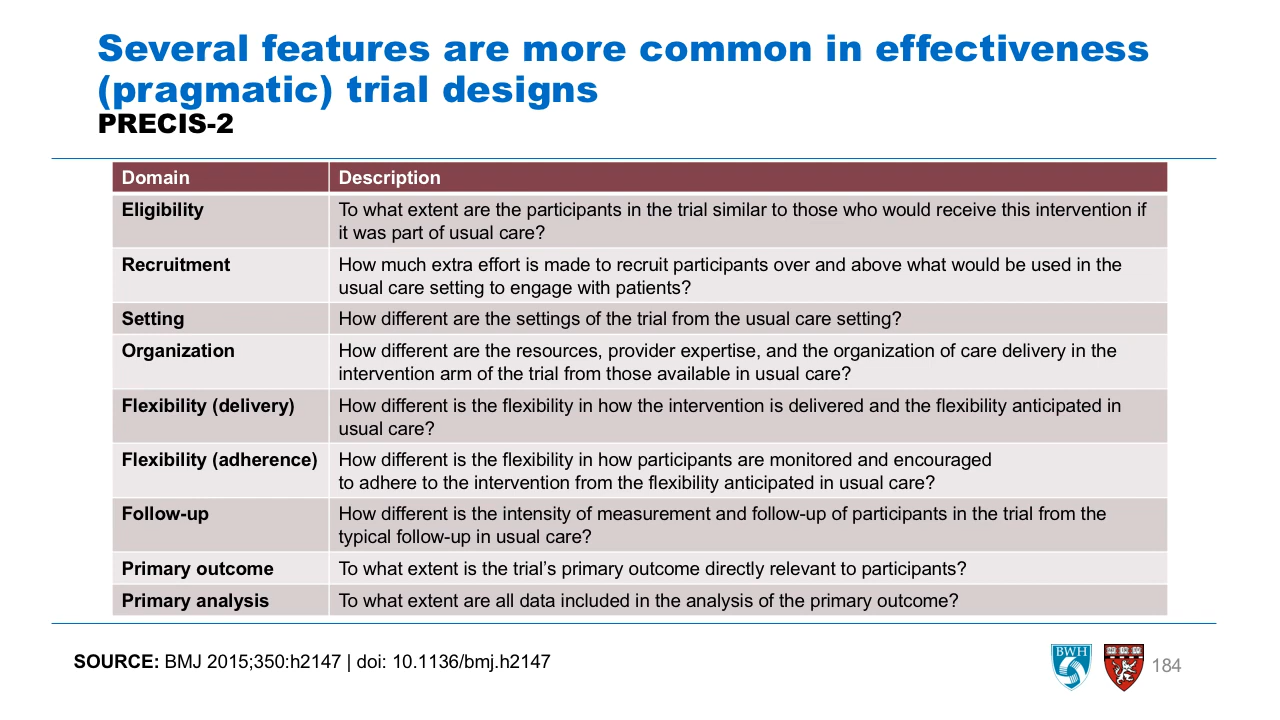 Several features are more common in effectiveness
(pragmatic) trial designs
PRECIS-2
Domain Description
Eligibility To what extent are the participants in the trial similar to those who would receive this intervention if
it was part of usual care?
Recruitment How much extra effort is made to recruit participants over and above what would be used in the
usual care setting to engage with patients?
Setting How different are the settings of the trial from the usual care setting?
Organization How different are the resources, provider expertise, and the organization of care delivery in the
intervention arm of the trial from those available in usual care?
Flexibility (delivery) How different is the flexibility in how the intervention is delivered and the flexibility anticipated in
usual care?
Flexibility (adherence) How different is the flexibility in how participants are monitored and encouraged
to adhere to the intervention from the flexibility anticipated in usual care?
Follow-up How different is the intensity of measurement and follow-up of participants in the trial from the
typical follow-up in usual care?
Primary outcome To what extent is the trial’s primary outcome directly relevant to participants?
Primary analysis To what extent are all data included in the analysis of the primary outcome?
SOURCE: BMJ 2015;350:h2147 | doi: 10.1136/bmj.h2147
BWH
184